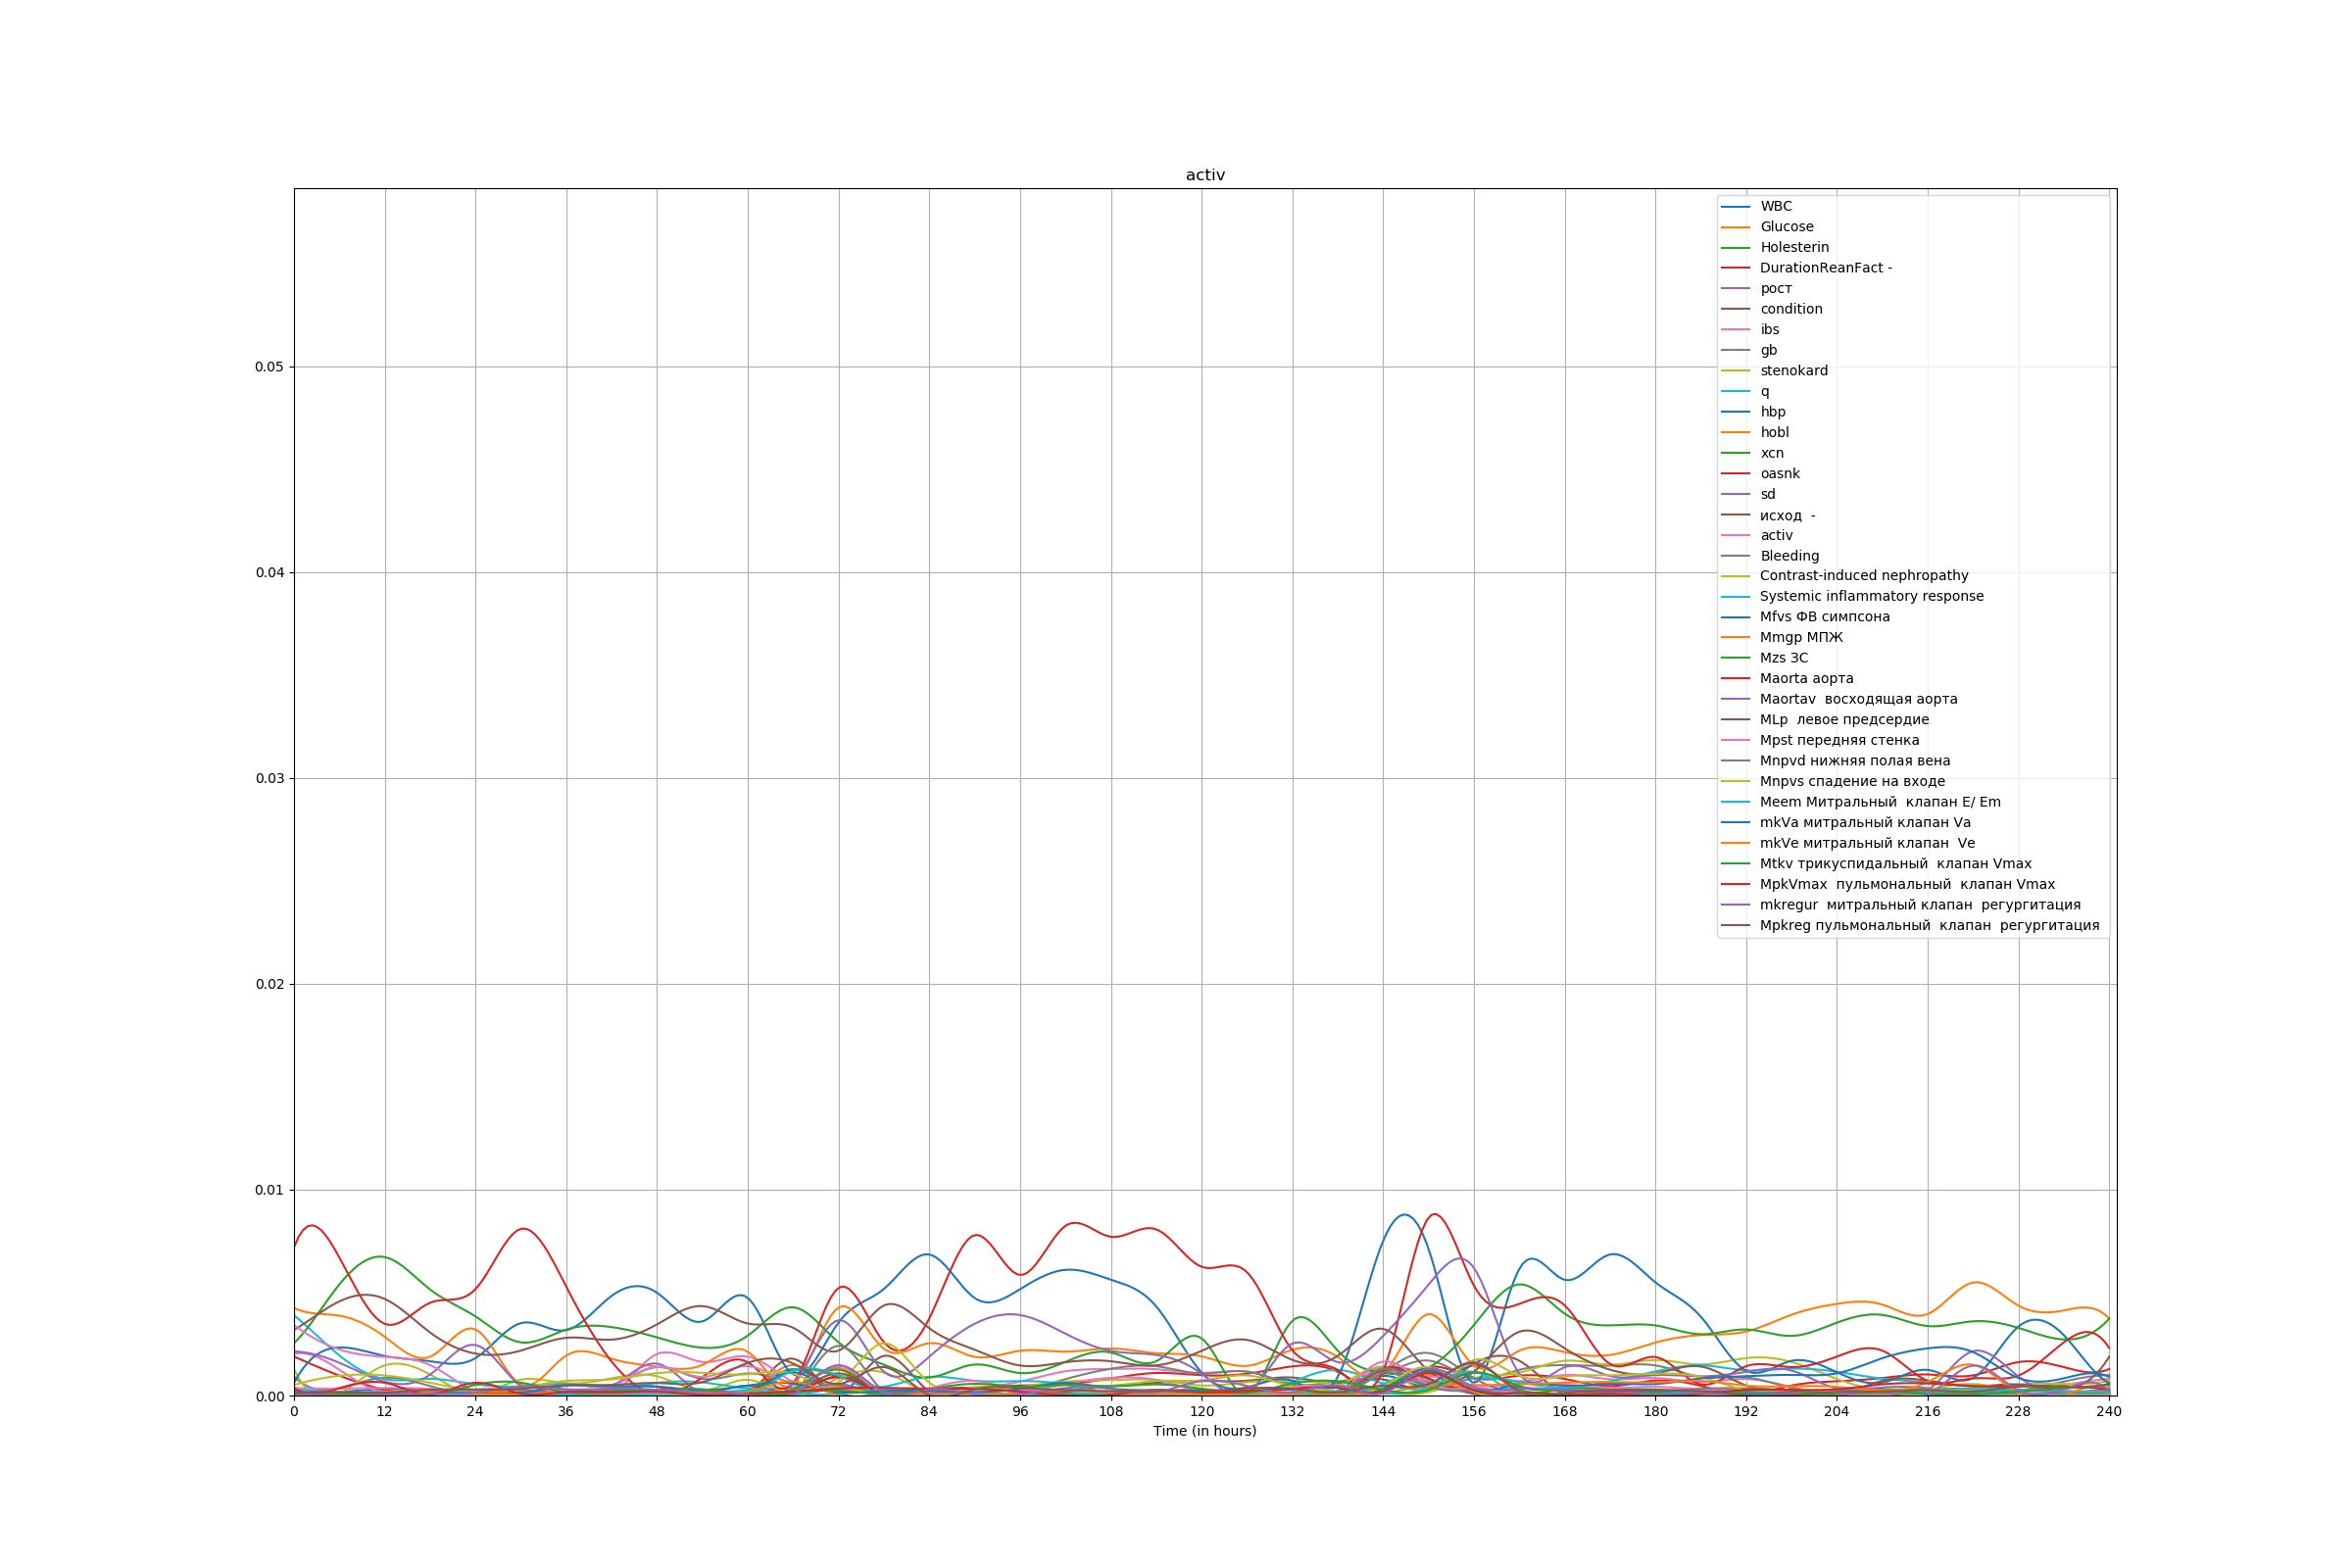 activ
0.05
0.04
0.03
0.02
0.01
0.00
WBC
Glucose
Holesterin
DurationReanFact -
рост
condition
ibs
gb
stenokard
q
hbp
hobl
xcn
oasnk
sd
исход  -
activ
Bleeding
Contrast-induced nephropathy
Systemic inflammatory response
Mfvs ФВ симпсона
Mmgp МПЖ
Mzs ЗС
Maorta аорта
Maortav  восходящая аорта
MLp  левое предсердие
Mpst передняя стенка
Mnpvd нижняя полая вена
Mnpvs спадение на входе
Meem Митральный  клапан E/ Em
mkVa митральный клапан Va
mkVe митральный клапан  Ve
Mtkv трикуспидальный  клапан Vmax
MpkVmax  пульмональный  клапан Vmax
mkregur  митральный клапан  регургитация
Mpkreg пульмональный  клапан  регургитация
0 12 24 36 48 60 72 84 96 108 120 132 144 156 168 180 192 204 216 228 240
Time (in hours)